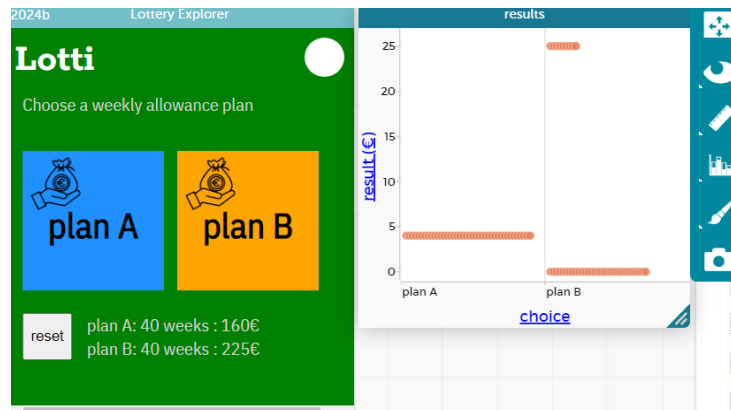 2024b
Lottery Explorer
Lotti
Choose a weekly allowance plan
plan A
plan B
reset
plan A: 40 weeks : 160€
plan B: 40 weeks : 225€
results
25
20
15
10
5
0
result (€)
plan A
plan B
choice